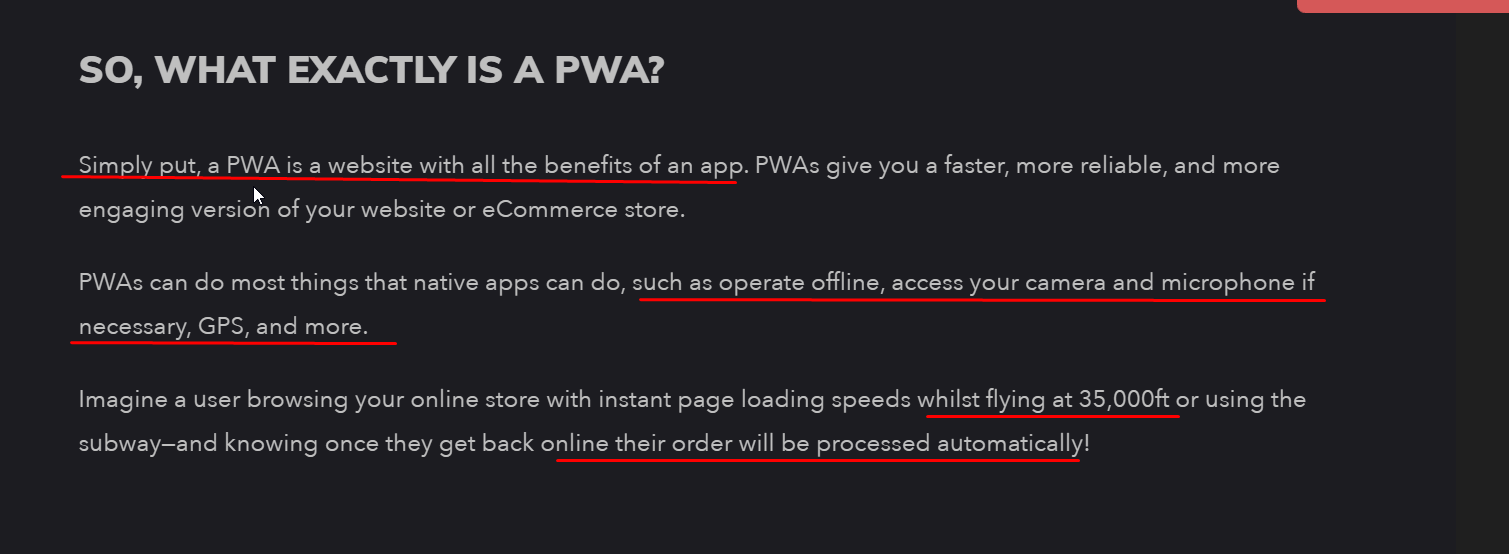 SO, WHAT EXACTLY IS A PWA?
Simply put, a PWA is a website with all the benefits of an app. PWAs give you a faster, more reliable, and more
engaging version of your website or eCommerce store.
PWAs can do most things that native apps can do, such as operate offline, access your camera and microphone if
necessary, GPS, and more.
Imagine a user browsing your online store with instant page loading speeds whilst flying at 35,000ft or using the
subway—and knowing once they get back online their order will be processed automatically!